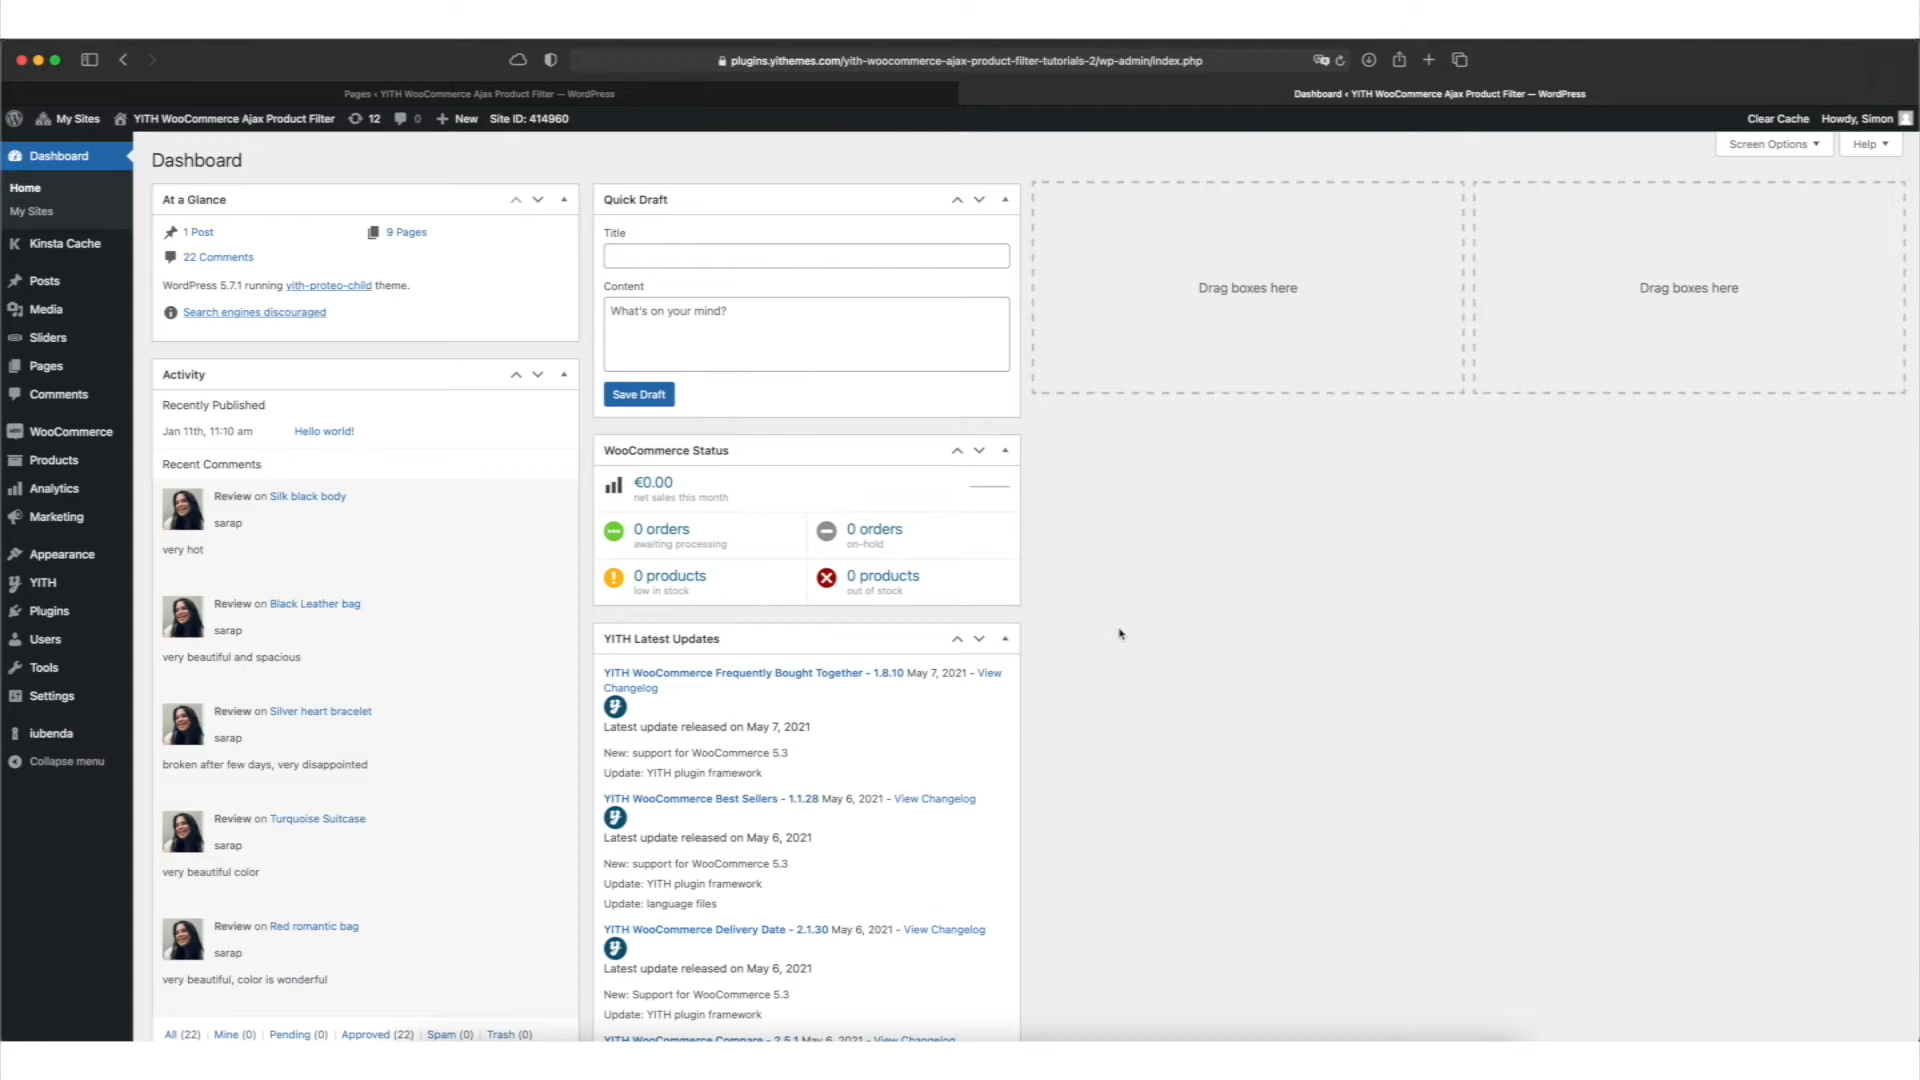 plugins.yithemes.com/yith-woocommerce-ajax-product-filter-tutorials-2/wp-admin/index.php
Pages < YITH WooCommerce Ajax Product Filter — WordPress
Dashboard < YITH WooCommerce Ajax Product Filter — WordPress
My Sites
YITH WooCommerce Ajax Product Filter
12
0
New
Site ID: 414960
Clear Cache
Howdy, Simon
Dashboard
Home
My Sites
Kinsta Cache
Posts
Media
Sliders
Pages
Comments
WooCommerce
Products
Analytics
Marketing
Appearance
YITH
Plugins
Users
Tools
Settings
iubenda
Collapse menu
Dashboard
Screen Options
Help
At a Glance
1 Post
9 Pages
22 Comments
WordPress 5.7.1 running yith-proteo-child theme.
Search engines discouraged
Activity
Recently Published
Jan 11th, 11:10 am
Hello world!
Recent Comments
Review on Silk black body
sarap
very hot
Review on Black Leather bag
sarap
very beautiful and spacious
Review on Silver heart bracelet
sarap
broken after few days, very disappointed
Review on Turquoise Suitcase
sarap
very beautiful color
Review on Red romantic bag
sarap
very beautiful, color is wonderful
All (22) | Mine (0) | Pending (0) | Approved (22) | Spam (0) | Trash (0)
Quick Draft
Title
Content
What's on your mind?
Save Draft
WooCommerce Status
€0.00
net sales this month
0 orders
awaiting processing
0 orders
on-hold
0 products
low in stock
0 products
out of stock
YITH Latest Updates
YITH WooCommerce Frequently Bought Together - 1.8.10 May 7, 2021 - View
Changelog
Latest update released on May 7, 2021
New: support for WooCommerce 5.3
Update: YITH plugin framework
YITH WooCommerce Best Sellers - 1.1.28 May 6, 2021 - View Changelog
Latest update released on May 6, 2021
New: support for WooCommerce 5.3
Update: YITH plugin framework
Update: language files
YITH WooCommerce Delivery Date - 2.1.30 May 6, 2021 - View Changelog
Latest update released on May 6, 2021
New: Support for WooCommerce 5.3
Update: YITH plugin framework
YITH WooCommerce Compare - 2.5.1 May 6, 2021 - View Changelog
Drag boxes here
Drag boxes here